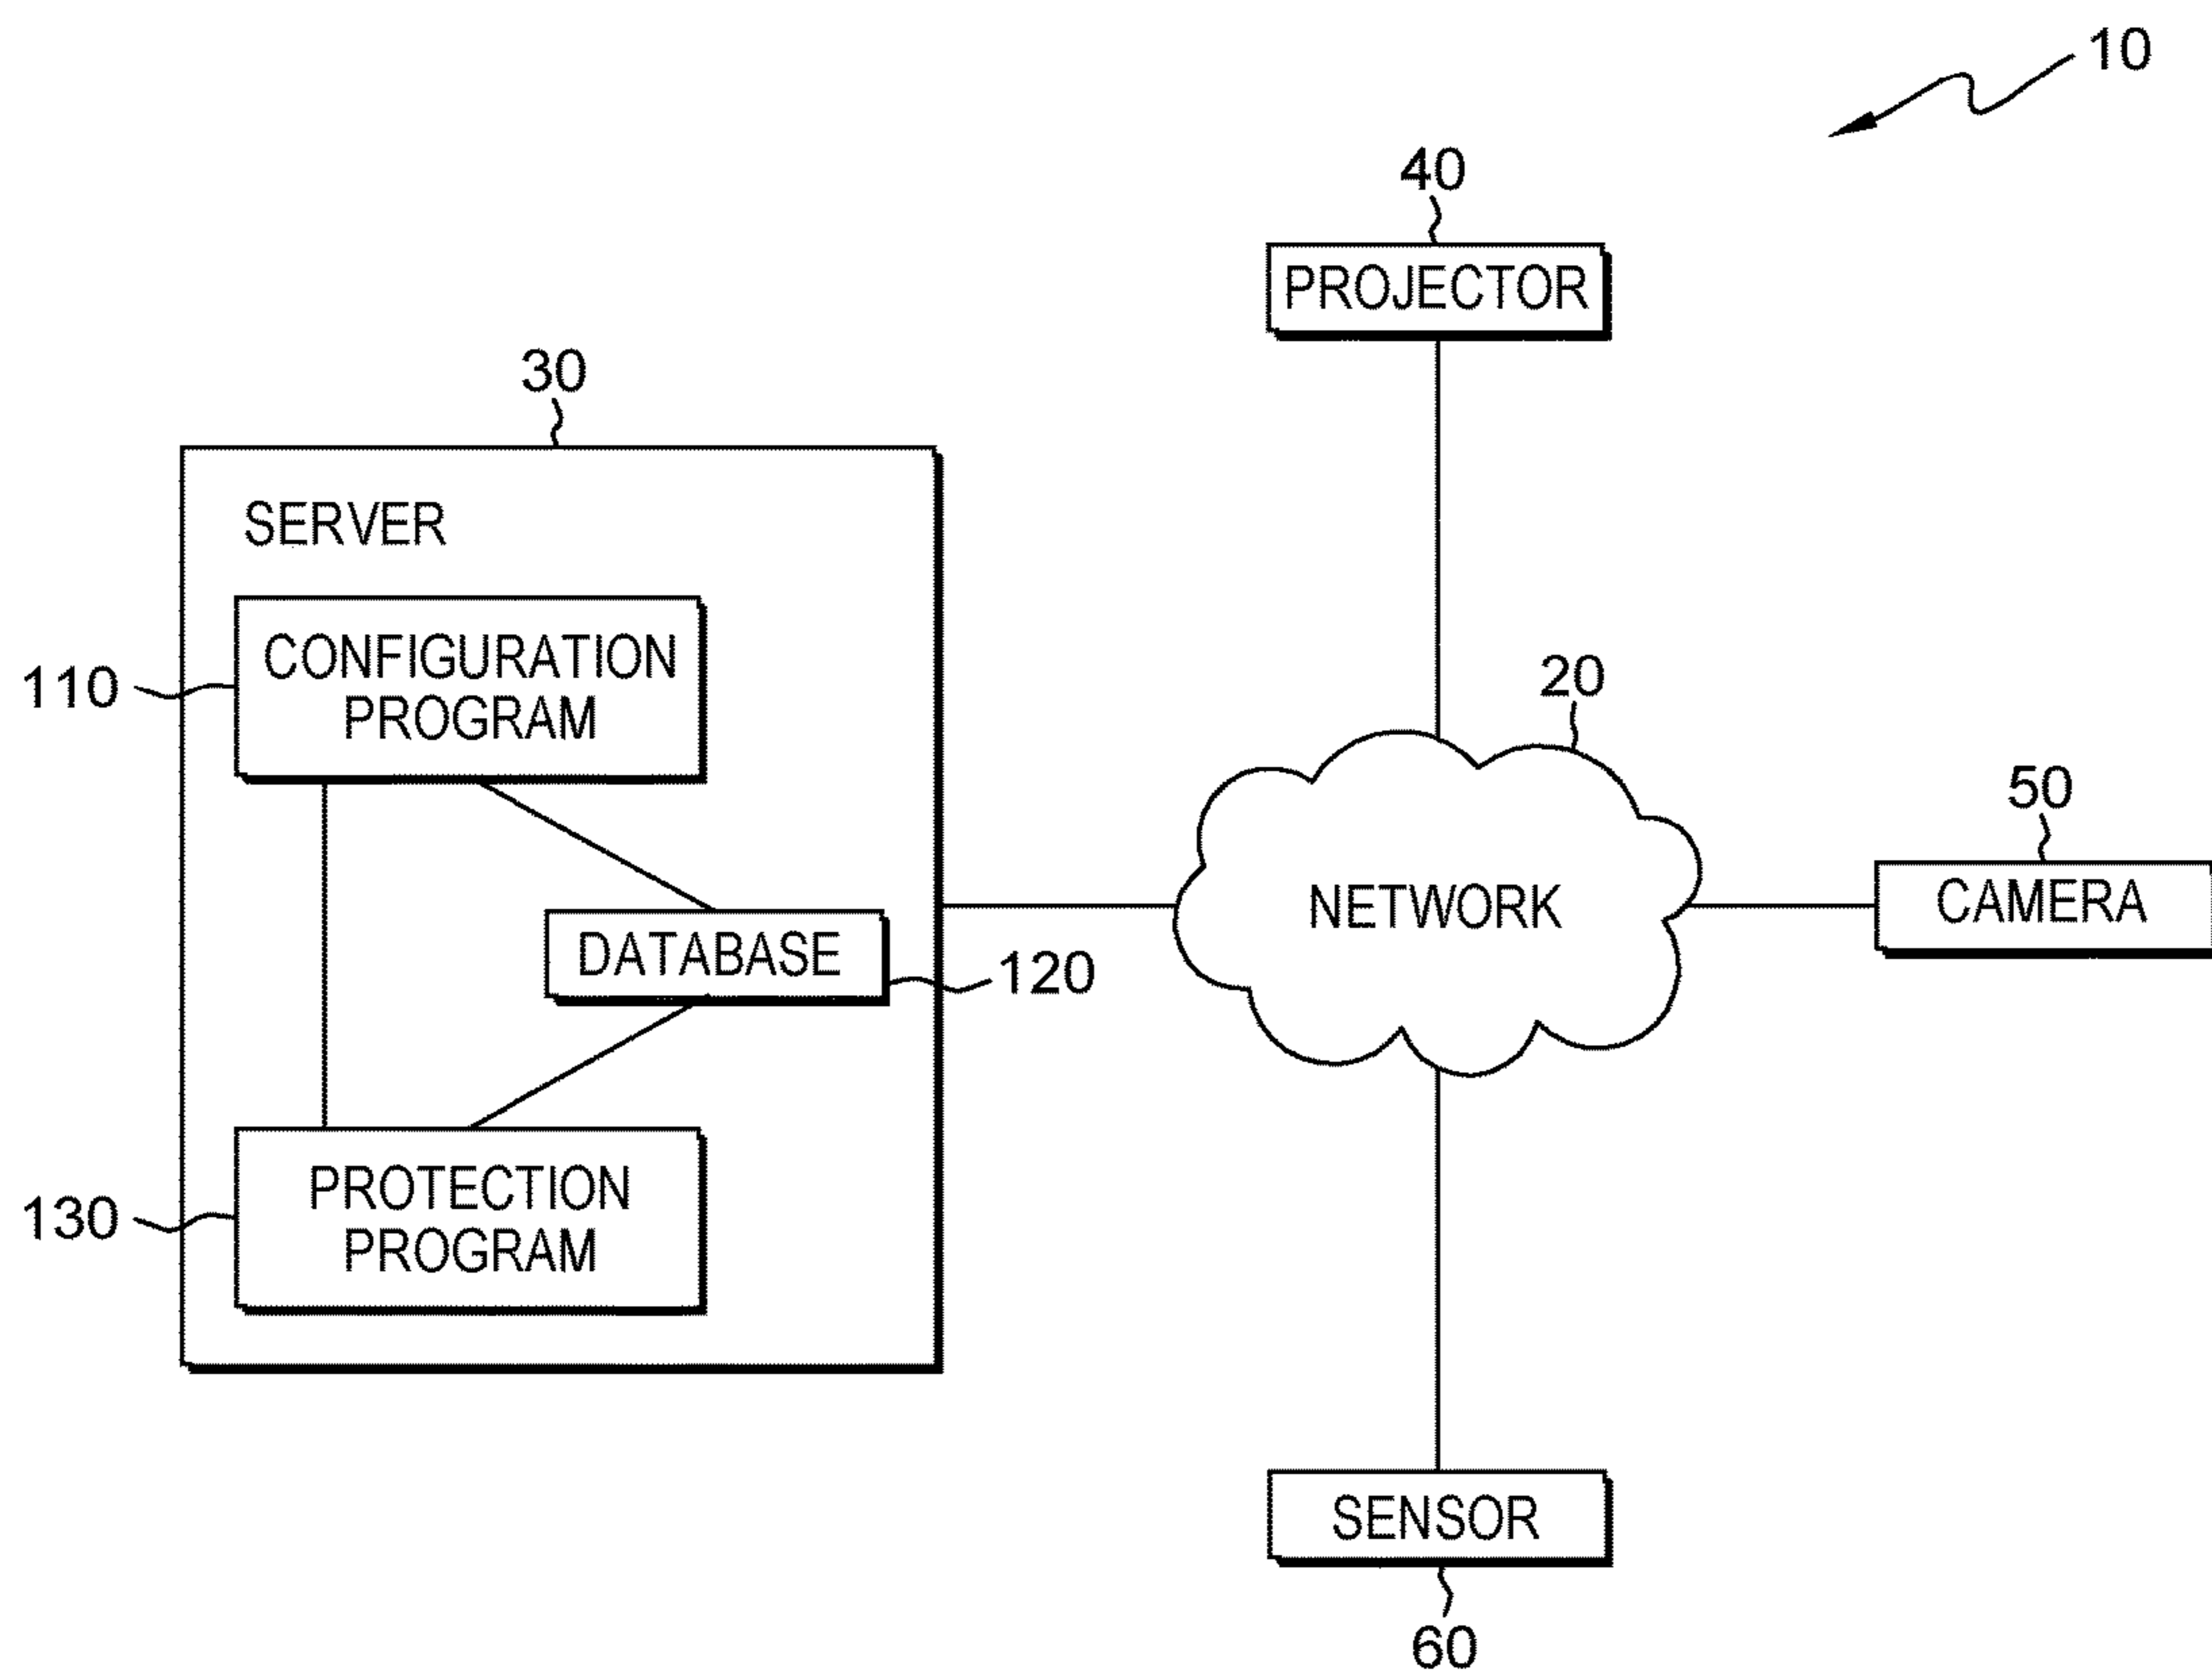 10
40
PROJECTOR
30
SERVER
CONFIGURATION
PROGRAM
110
20
50
NETWORK
CAMERA
DATABASE
120
PROTECTION
PROGRAM
130
SENSOR
60